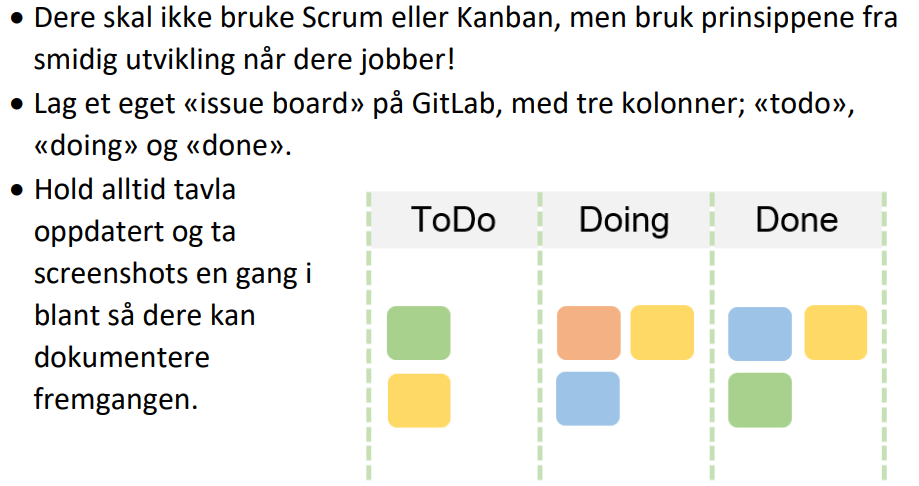 • Dere skal ikke bruke Scrum eller Kanban, men bruk prinsippene fra
smidig utvikling når dere jobber!
• Lag et eget «issue board» på GitLab, med tre kolonner; «todo»,
«doing» og «done».
• Hold alltid tavla
oppdatert og ta
screenshots en gang i
blant så dere kan
dokumentere
fremgangen.
ToDo
Doing
Done